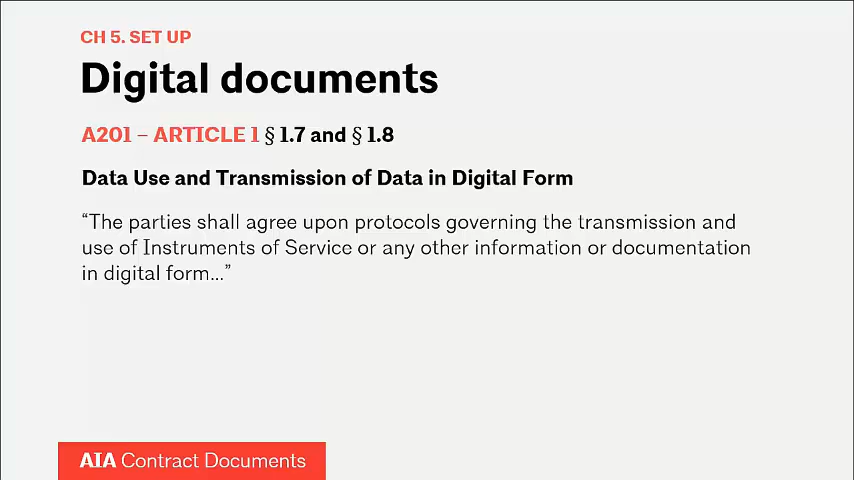 CH 5. SET UP
Digital documents
A201 – ARTICLE 1 § 1.7 and § 1.8
Data Use and Transmission of Data in Digital Form
“The parties shall agree upon protocols governing the transmission and
use of Instruments of Service or any other information or documentation
in digital form...”
AIA Contract Documents